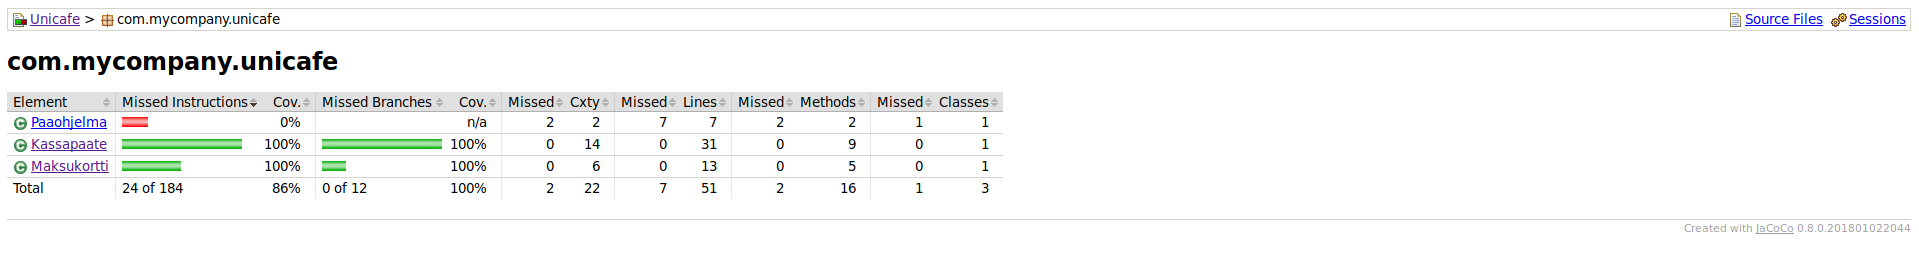 Unicafe > com.mycompany.unicafe Source Files Sessions
com.mycompany.unicafe
Element Missed Instructions Cov. Missed Branches Cov. Missed Cxty Missed Lines Missed Methods Missed Classes
Paaohjelma 0% n/a 2 2 7 7 2 2 1 1
Kassapaate 100% 100% 0 14 0 31 0 9 0 1
Maksukortti 100% 100% 0 6 0 13 0 5 0 1
Total 24 of 184 86% 0 of 12 100% 2 22 7 51 2 16 1 3
Created with JaCoCo 0.8.0.201801022044